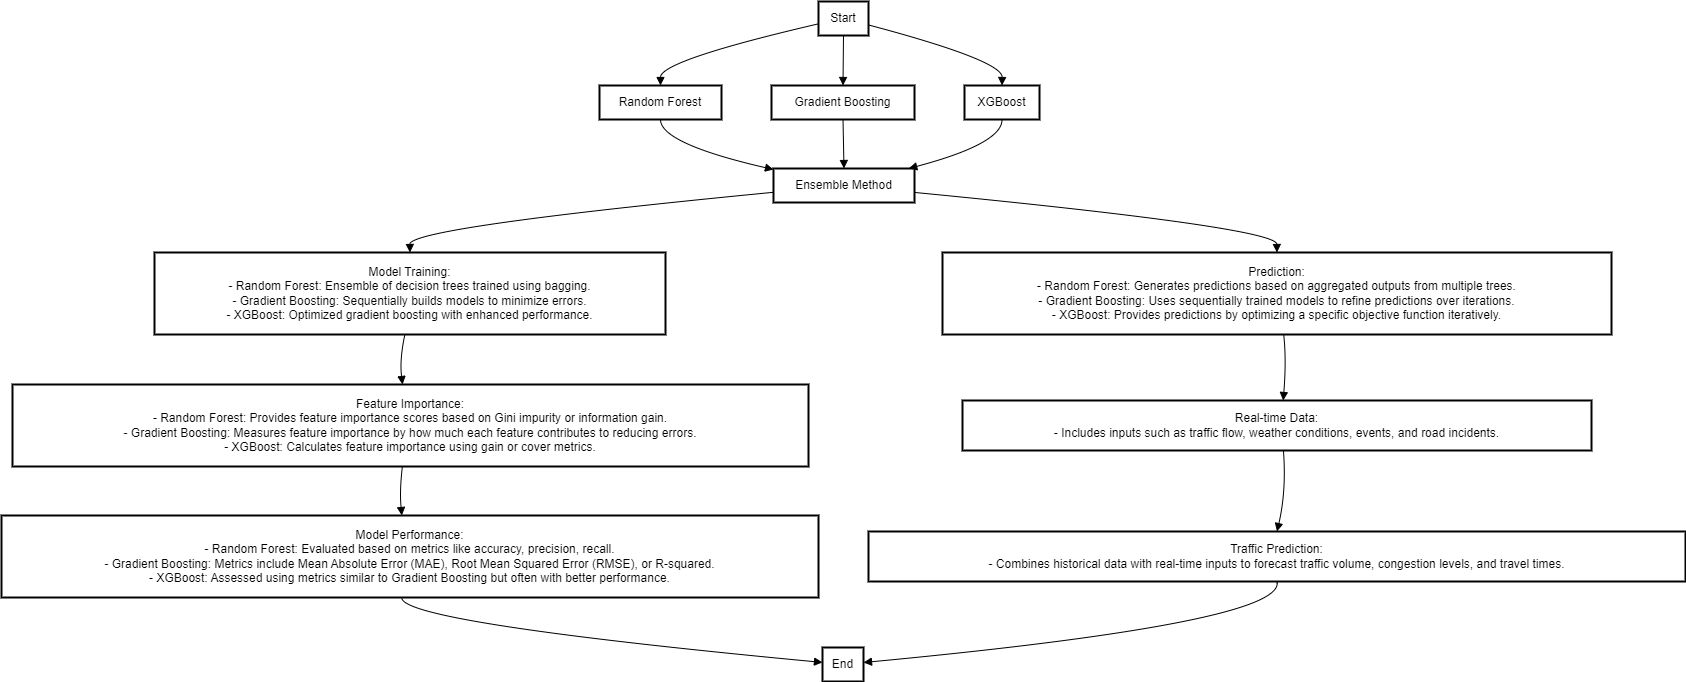 Start
Random Forest
Gradient Boosting
XGBoost
Ensemble Method
Model Training:
- Random Forest: Ensemble of decision trees trained using bagging.
- Gradient Boosting: Sequentially builds models to minimize errors.
- XGBoost: Optimized gradient boosting with enhanced performance.
Feature Importance:
- Random Forest: Provides feature importance scores based on Gini impurity or information gain.
- Gradient Boosting: Measures feature importance by how much each feature contributes to reducing errors.
- XGBoost: Calculates feature importance using gain or cover metrics.
Model Performance:
- Random Forest: Evaluated based on metrics like accuracy, precision, recall.
- Gradient Boosting: Metrics include Mean Absolute Error (MAE), Root Mean Squared Error (RMSE), or R-squared.
- XGBoost: Assessed using metrics similar to Gradient Boosting but often with better performance.
Prediction:
- Random Forest: Generates predictions based on aggregated outputs from multiple trees.
- Gradient Boosting: Uses sequentially trained models to refine predictions over iterations.
- XGBoost: Provides predictions by optimizing a specific objective function iteratively.
Real-time Data:
- Includes inputs such as traffic flow, weather conditions, events, and road incidents.
Traffic Prediction:
- Combines historical data with real-time inputs to forecast traffic volume, congestion levels, and travel times.
End